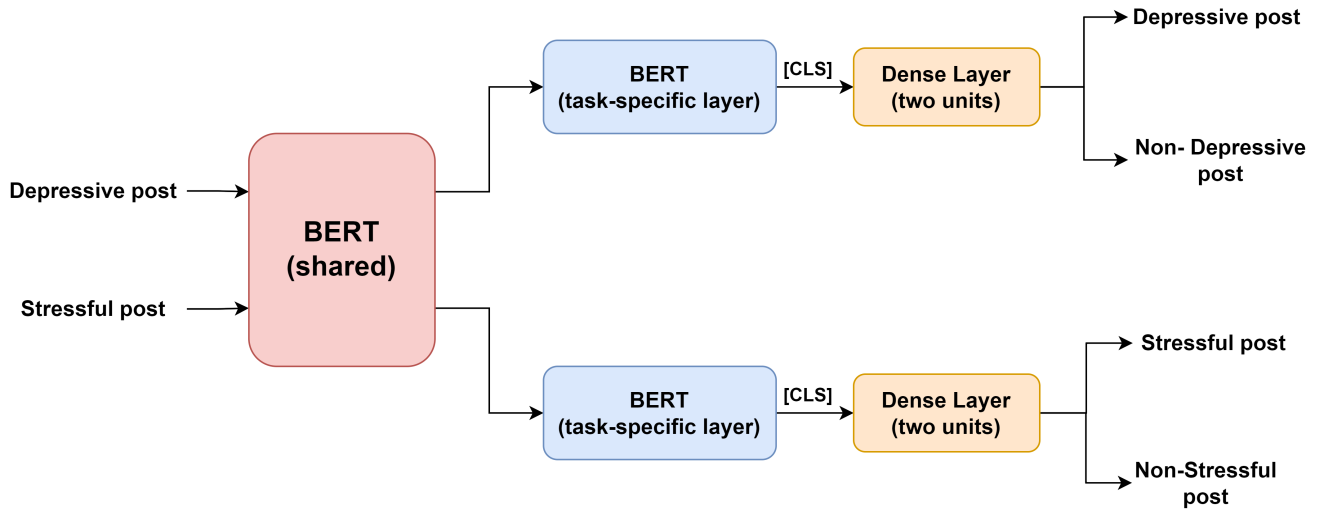 Depressive post
Stressful post
BERT
(shared)
BERT
(task-specific layer)
[CLS]
Dense Layer
(two units)
Depressive post
Non- Depressive
post
BERT
(task-specific layer)
[CLS]
Dense Layer
(two units)
Stressful post
Non-Stressful
post